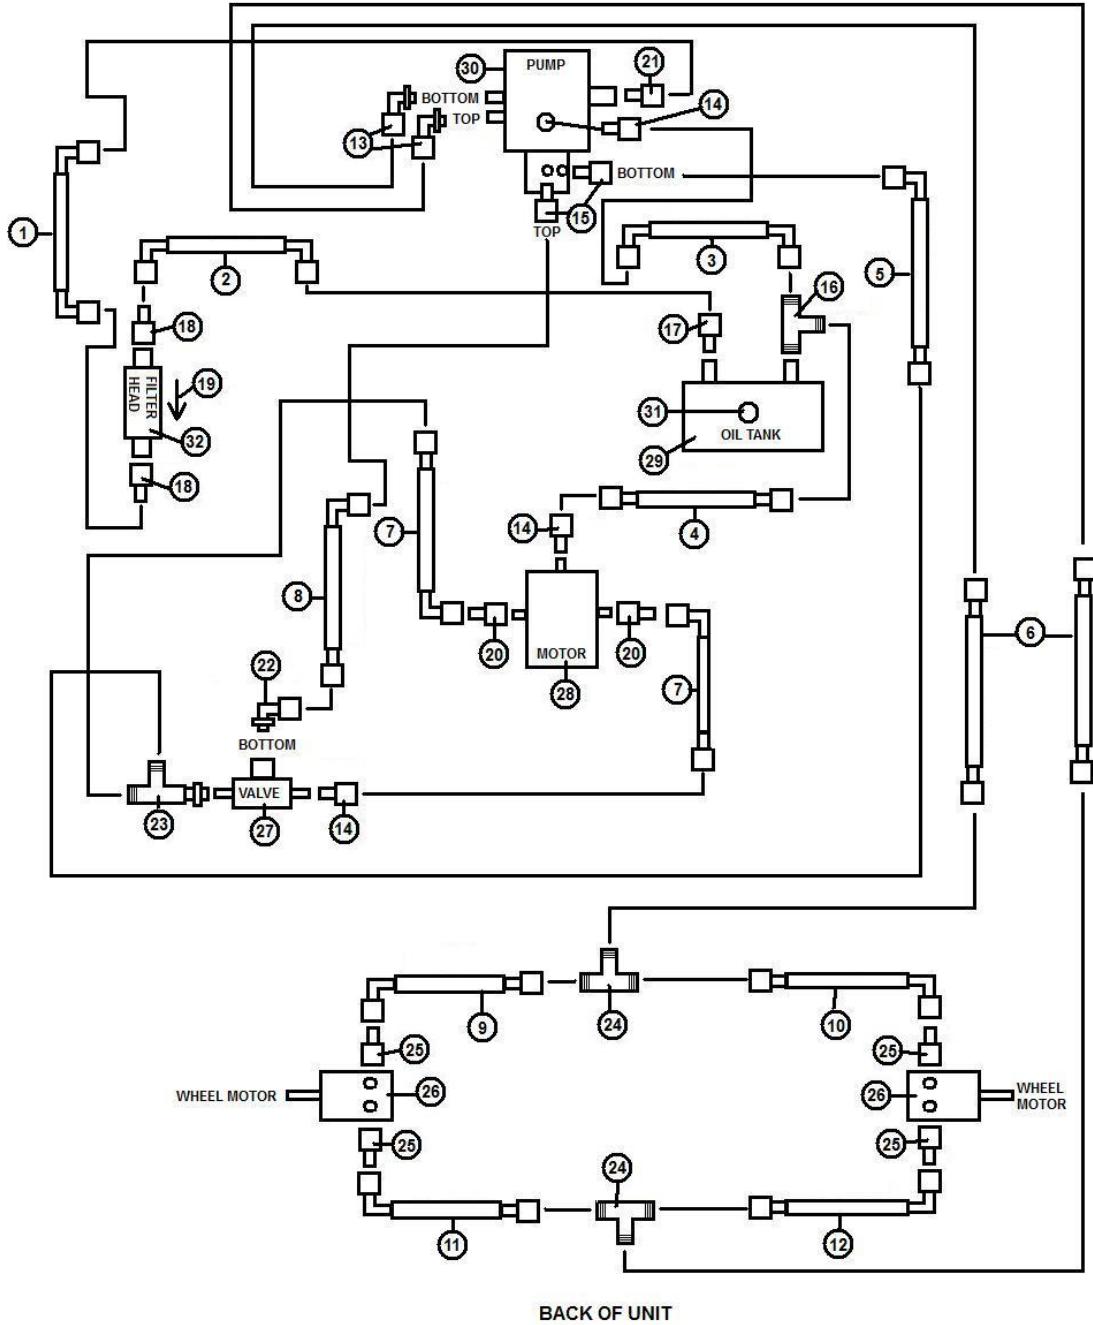 30
PUMP
21
BOTTOM
14
TOP
13
BOTTOM
15
TOP
1
2
3
5
16
18
17
19
FILTER
HEAD
31
OIL TANK
32
29
18
7
14
4
8
6
20
20
MOTOR
22
28
7
BOTTOM
VALVE
23
27
14
9
24
10
25
25
WHEEL MOTOR
26
26
WHEEL
MOTOR
25
25
24
11
12
BACK OF UNIT